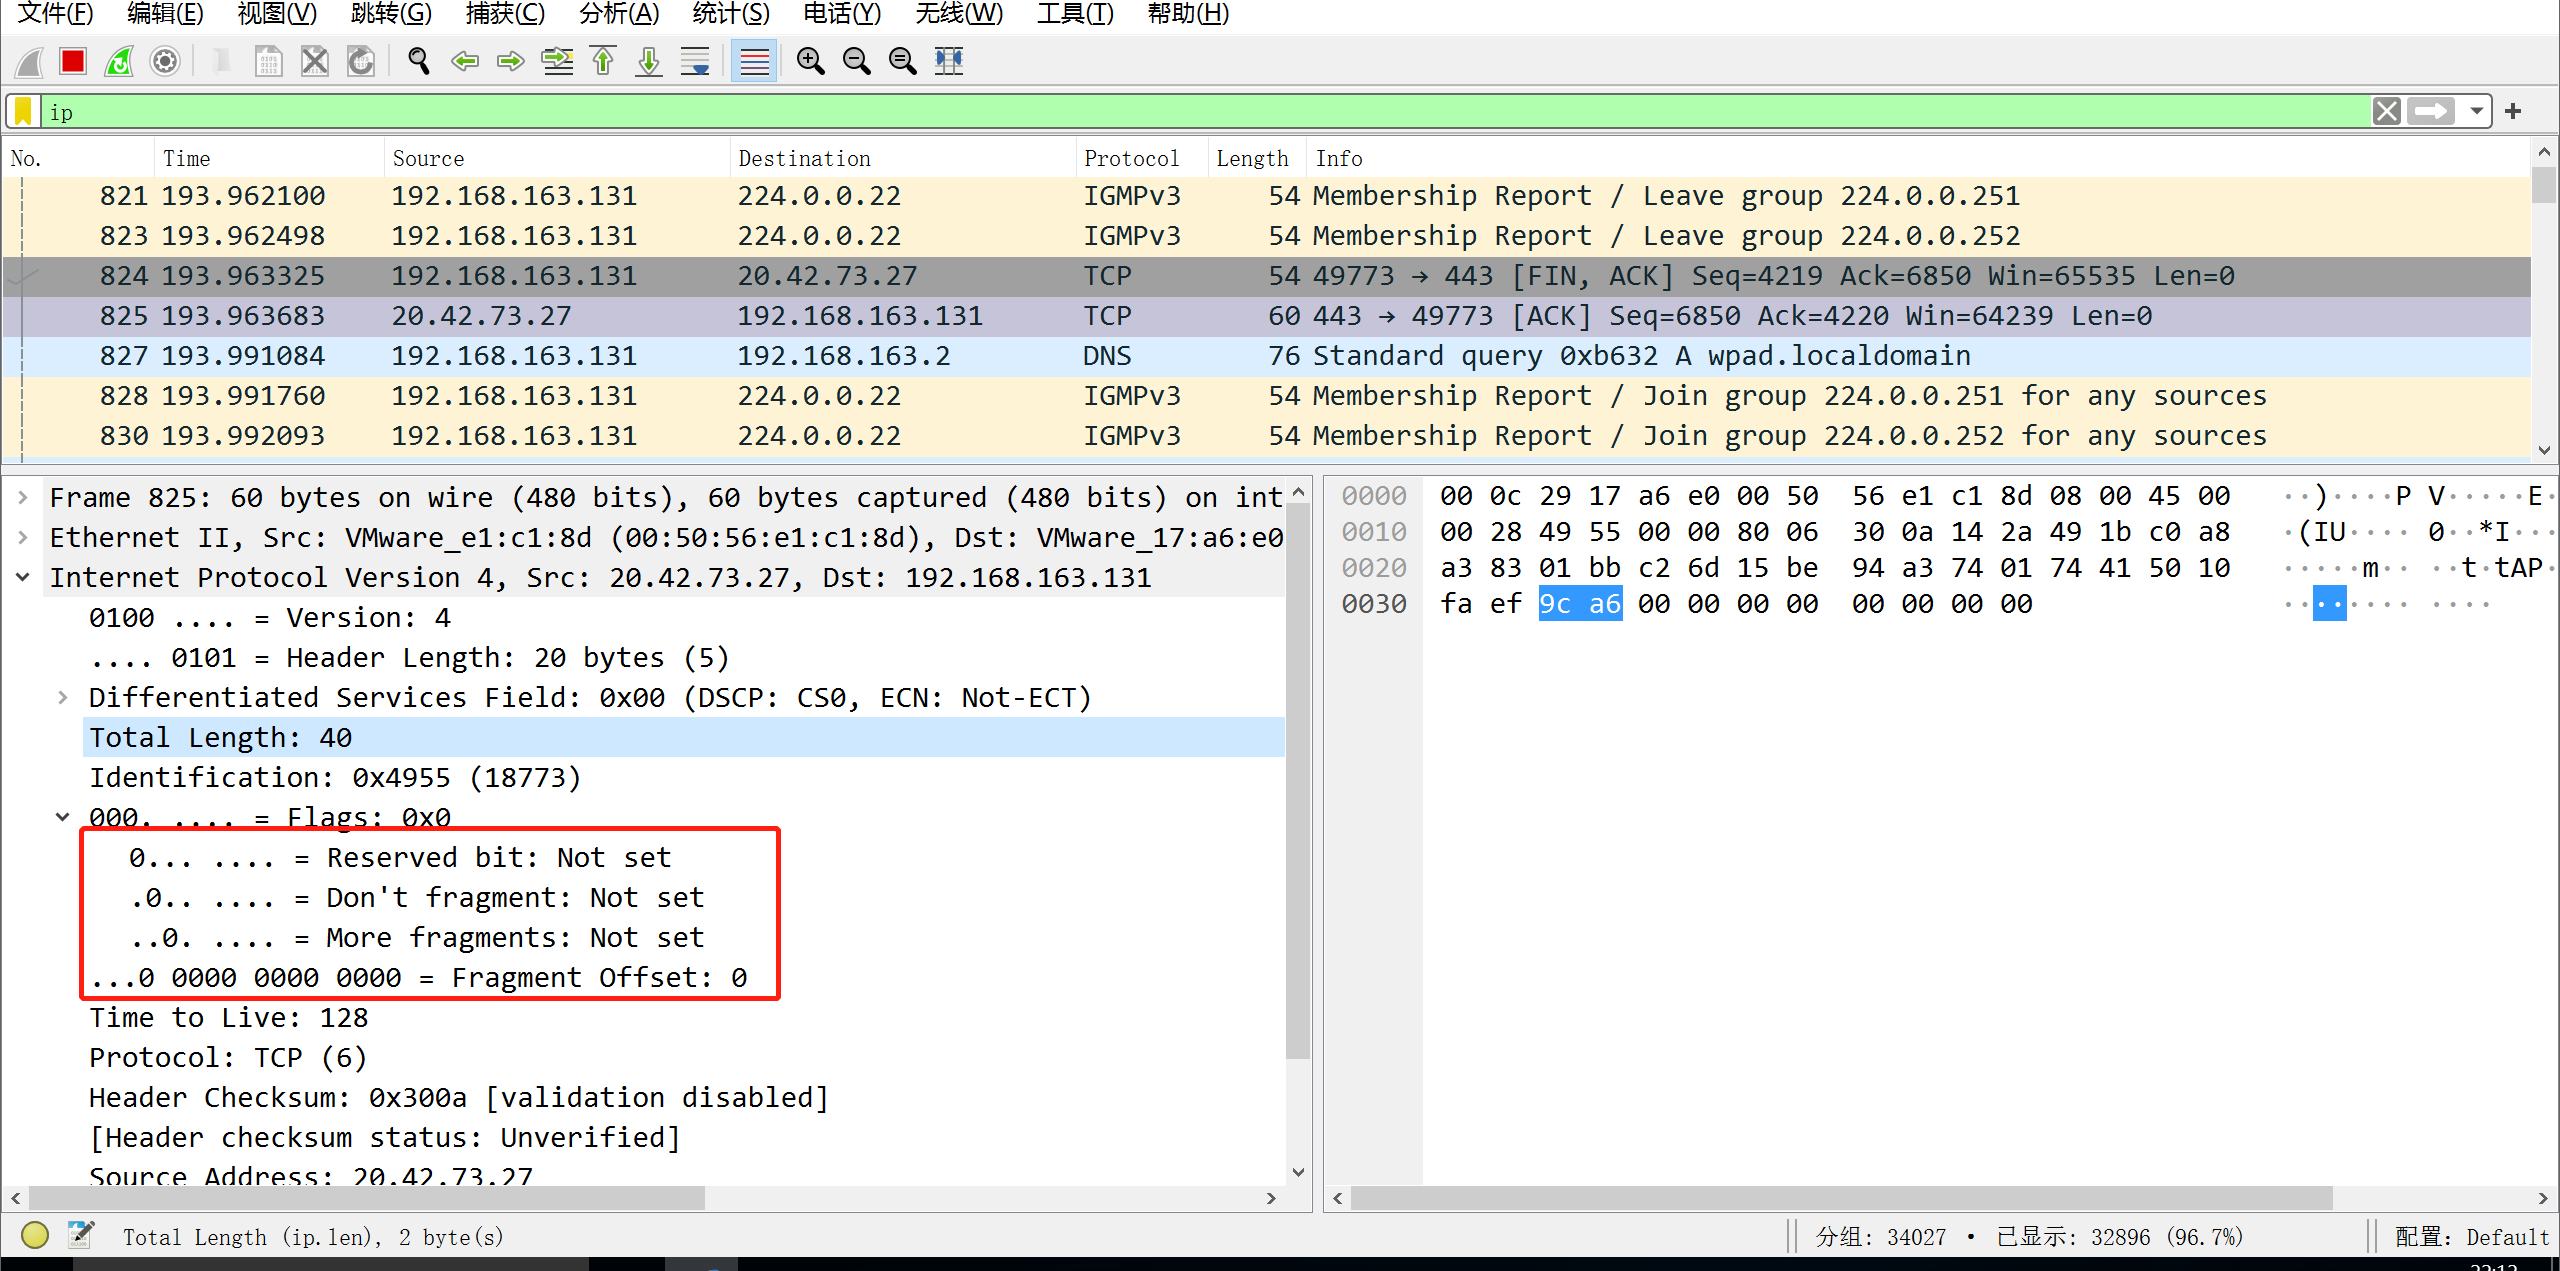 文件(F) 编辑(E) 视图(V) 跳转(G) 捕获(C) 分析(A) 统计(S) 电话(Y) 无线(W) 工具(T) 帮助(H)
ip
No. Time Source Destination Protocol Length Info
821 193.962100 192.168.163.131 224.0.0.22 IGMPv3 54 Membership Report / Leave group 224.0.0.251
823 193.962498 192.168.163.131 224.0.0.22 IGMPv3 54 Membership Report / Leave group 224.0.0.252
824 193.963325 192.168.163.131 20.42.73.27 TCP 54 49773 → 443 [FIN, ACK] Seq=4219 Ack=6850 Win=65535 Len=0
825 193.963683 20.42.73.27 192.168.163.131 TCP 60 443 → 49773 [ACK] Seq=6850 Ack=4220 Win=64239 Len=0
827 193.991084 192.168.163.131 192.168.163.2 DNS 76 Standard query 0xb632 A wpad.localdomain
828 193.991760 192.168.163.131 224.0.0.22 IGMPv3 54 Membership Report / Join group 224.0.0.251 for any sources
830 193.992093 192.168.163.131 224.0.0.22 IGMPv3 54 Membership Report / Join group 224.0.0.252 for any sources
Frame 825: 60 bytes on wire (480 bits), 60 bytes captured (480 bits) on int
Ethernet II, Src: VMware_e1:c1:8d (00:50:56:e1:c1:8d), Dst: VMware_17:a6:e0
Internet Protocol Version 4, Src: 20.42.73.27, Dst: 192.168.163.131
0100 .... = Version: 4
.... 0101 = Header Length: 20 bytes (5)
Differentiated Services Field: 0x00 (DSCP: CS0, ECN: Not-ECT)
Total Length: 40
Identification: 0x4955 (18773)
000. .... = Flags: 0x0
0... .... = Reserved bit: Not set
.0.. .... = Don't fragment: Not set
..0. .... = More fragments: Not set
...0 0000 0000 0000 = Fragment Offset: 0
Time to Live: 128
Protocol: TCP (6)
Header Checksum: 0x300a [validation disabled]
[Header checksum status: Unverified]
Source Address: 20.42.73.27
0000 00 0c 29 17 a6 e0 00 50 56 e1 c1 8d 08 00 45 00 ··)····P V·····E·
0010 00 28 49 55 00 00 80 06 30 0a 14 2a 49 1b c0 a8 ·(IU···· 0··*I···
0020 a3 83 01 bb c2 6d 15 be 94 a3 74 01 74 41 50 10 ·····m·· ··t·tAP·
0030 fa ef 9c a6 00 00 00 00 00 00 00 00 ········ ····
Total Length (ip.len), 2 byte(s)
分组: 34027 · 已显示: 32896 (96.7%)
配置: Default